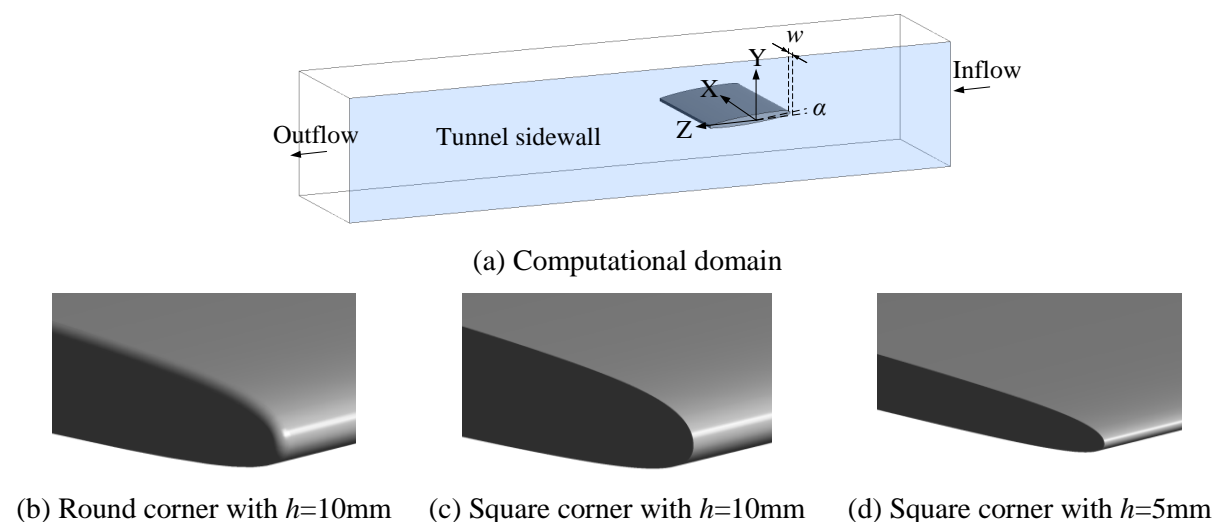 w
Y
Inflow
X
α
Z
Outflow
Tunnel sidewall
(a) Computational domain
(b) Round corner with h=10mm
(c) Square corner with h=10mm
(d) Square corner with h=5mm